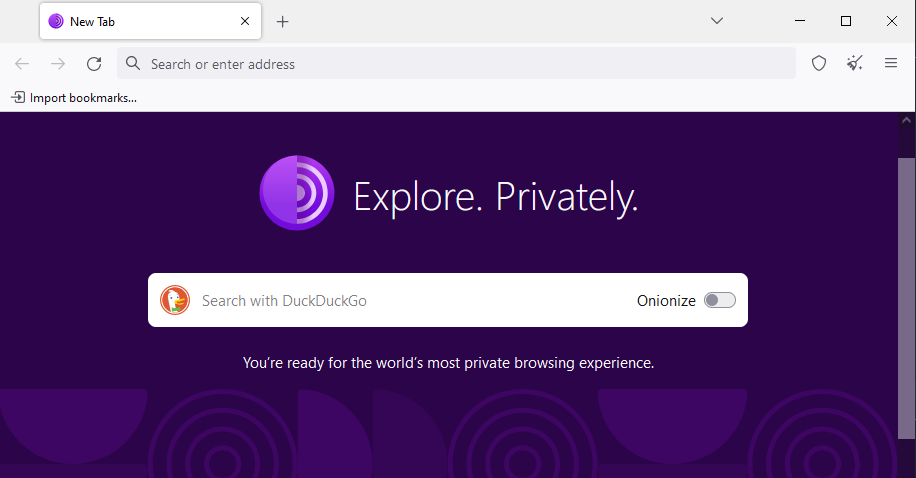 New Tab
Search or enter address
Import bookmarks...
Explore. Privately.
Search with DuckDuckGo Onionize
You’re ready for the world’s most private browsing experience.